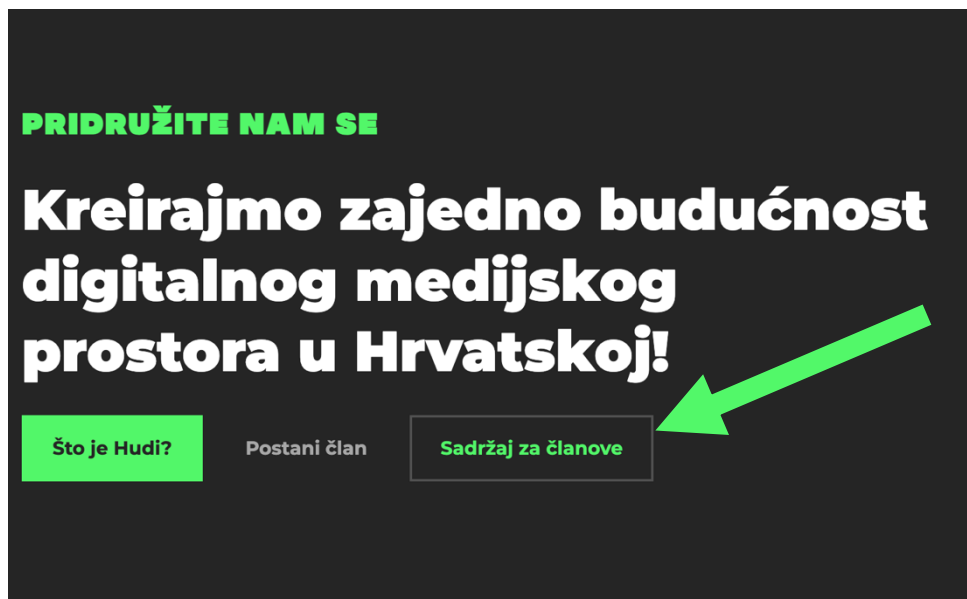 PRIDRUŽITE NAM SE
Kreirajmo zajedno budućnost
digitalnog medijskog
prostora u Hrvatskoj!
Što je Hudi?
Postani član
Sadržaj za članove